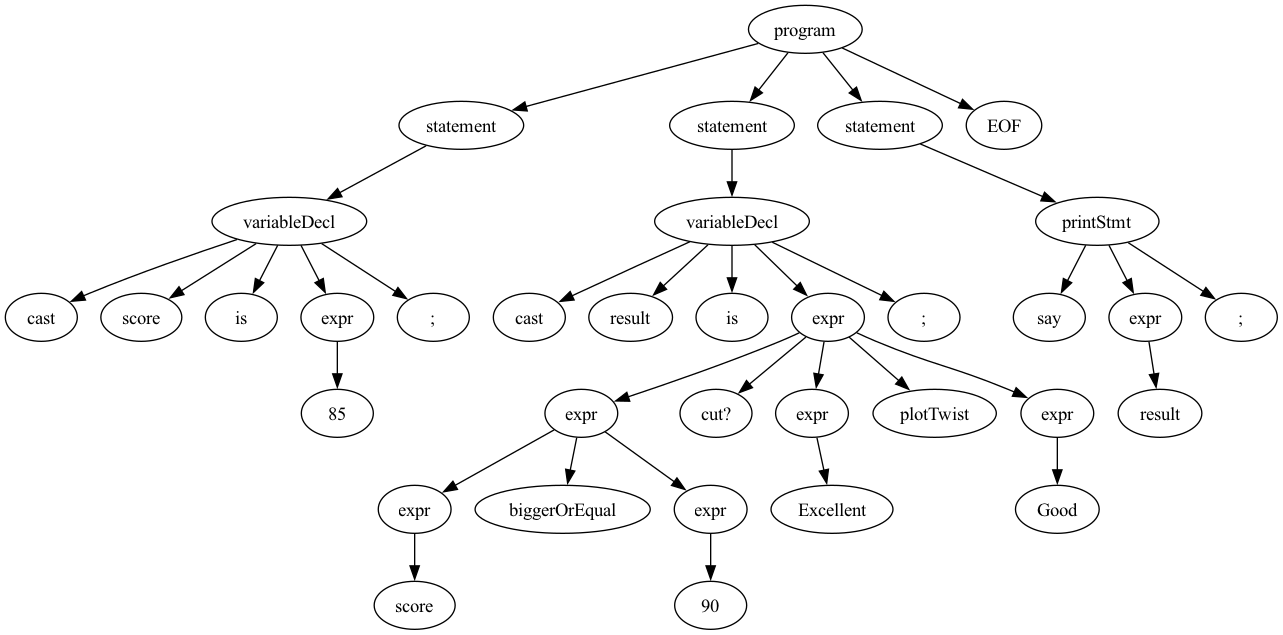 program
statement statement statement EOF
variableDecl variableDecl printStmt
cast score is expr ; cast result is expr ; say expr ;
85 expr cut? expr plotTwist expr result
expr biggerOrEqual expr Excellent Good
score 90